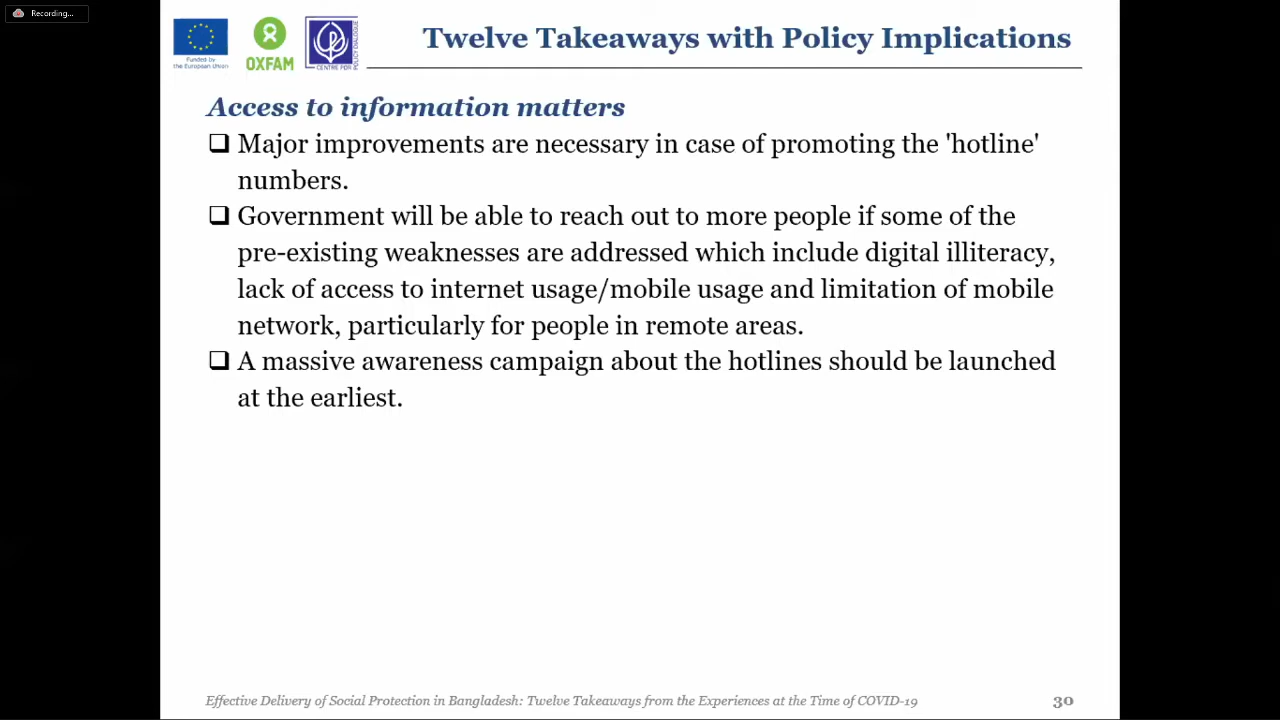 Recording...
Funded by
the European Union
OXFAM
CENTRE FOR
POLICY DIALOGUE
Twelve Takeaways with Policy Implications
Access to information matters
Major improvements are necessary in case of promoting the 'hotline'
numbers.
Government will be able to reach out to more people if some of the
pre-existing weaknesses are addressed which include digital illiteracy,
lack of access to internet usage/mobile usage and limitation of mobile
network, particularly for people in remote areas.
A massive awareness campaign about the hotlines should be launched
at the earliest.
Effective Delivery of Social Protection in Bangladesh: Twelve Takeaways from the Experiences at the Time of COVID-19
30